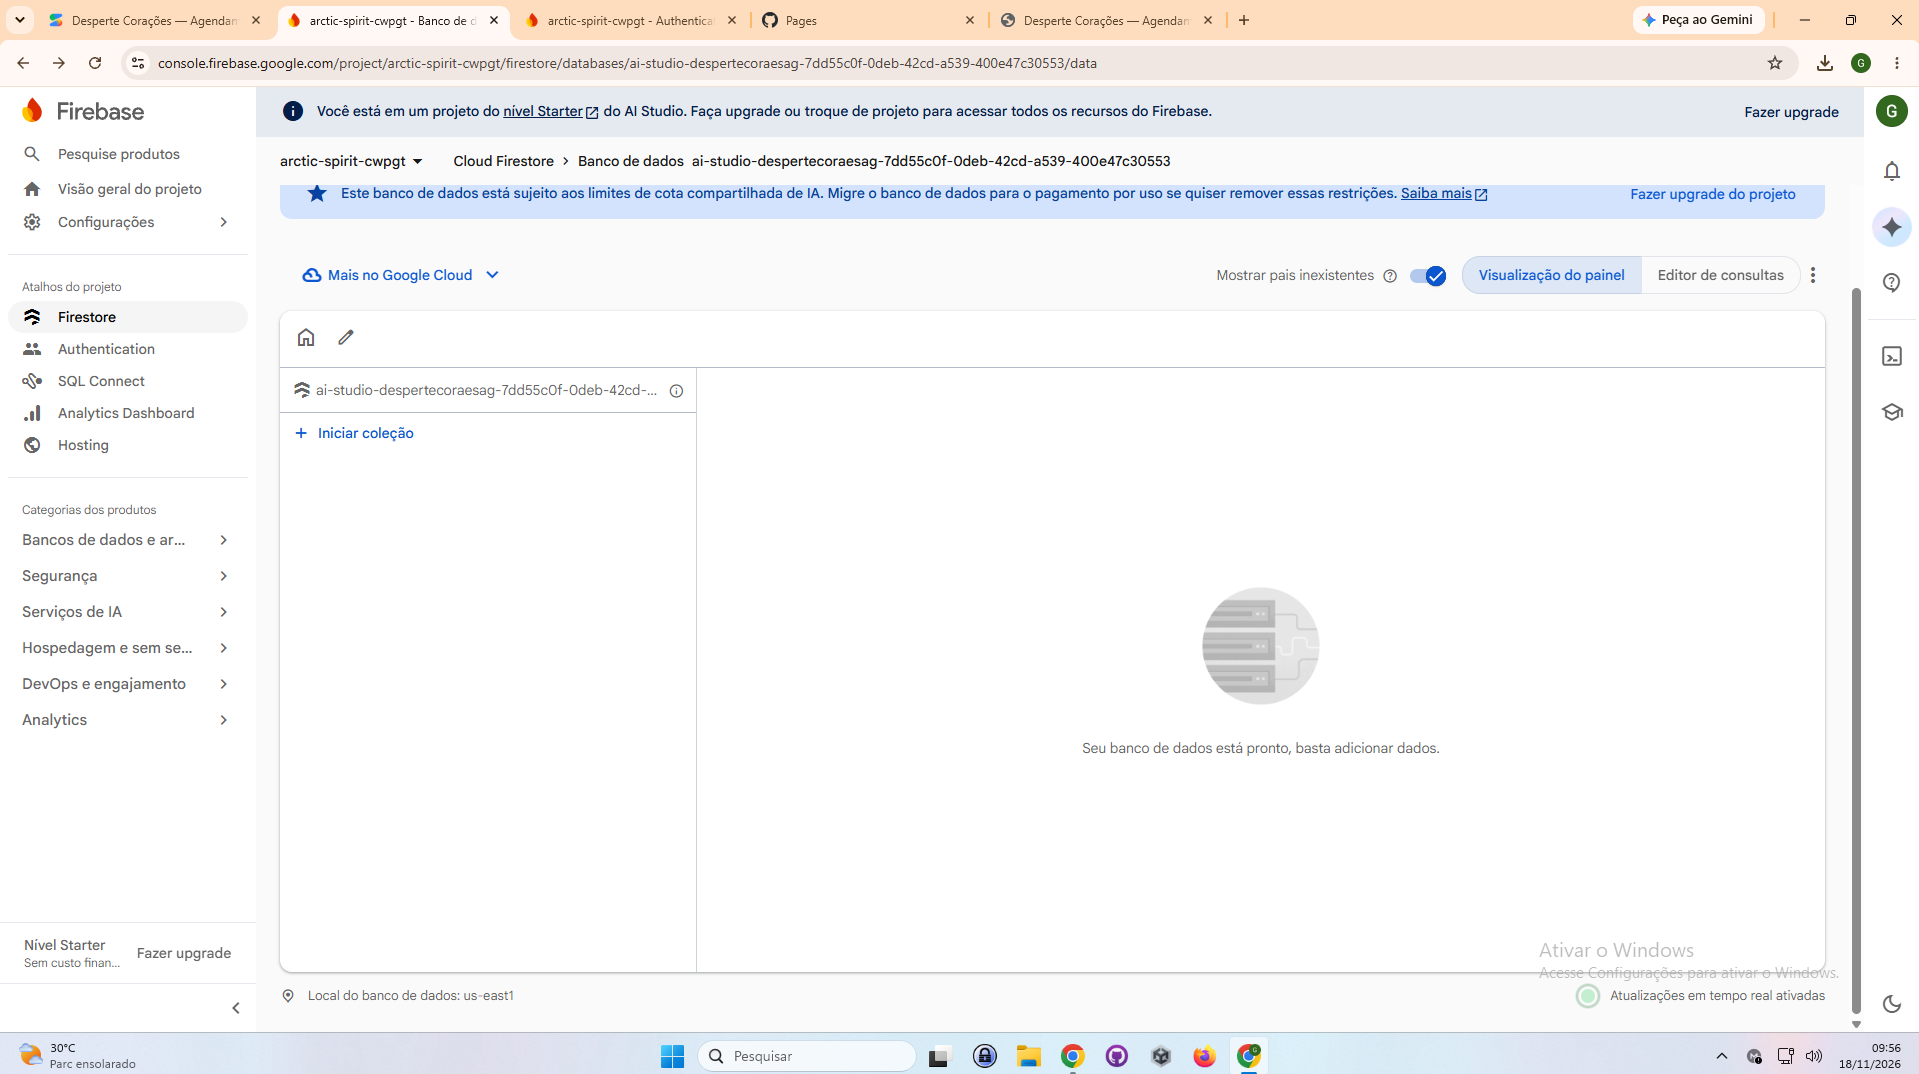 Desperte Corações — Agendam
arctic-spirit-cwpgt - Banco de d
arctic-spirit-cwpgt - Authentica
Pages
Desperte Corações — Agendam
Peça ao Gemini
console.firebase.google.com/project/arctic-spirit-cwpgt/firestore/databases/ai-studio-despertecoraesag-7dd55c0f-0deb-42cd-a539-400e47c30553/data
G
Firebase
Você está em um projeto do nível Starter do AI Studio. Faça upgrade ou troque de projeto para acessar todos os recursos do Firebase.
Fazer upgrade
G
Pesquise produtos
Visão geral do projeto
Configurações
Atalhos do projeto
Firestore
Authentication
SQL Connect
Analytics Dashboard
Hosting
Categorias dos produtos
Bancos de dados e ar...
Segurança
Serviços de IA
Hospedagem e sem se...
DevOps e engajamento
Analytics
Nível Starter
Sem custo finan...
Fazer upgrade
arctic-spirit-cwpgt
Cloud Firestore > Banco de dados ai-studio-despertecoraesag-7dd55c0f-0deb-42cd-a539-400e47c30553
Este banco de dados está sujeito aos limites de cota compartilhada de IA. Migre o banco de dados para o pagamento por uso se quiser remover essas restrições. Saiba mais
Fazer upgrade do projeto
Mais no Google Cloud
Mostrar pais inexistentes
Visualização do painel
Editor de consultas
ai-studio-despertecoraesag-7dd55c0f-0deb-42cd-...
+ Iniciar coleção
Seu banco de dados está pronto, basta adicionar dados.
Ativar o Windows
Acesse Configurações para ativar o Windows.
Local do banco de dados: us-east1
Atualizações em tempo real ativadas
30°C
Parc ensolarado
Pesquisar
09:56
18/11/2026